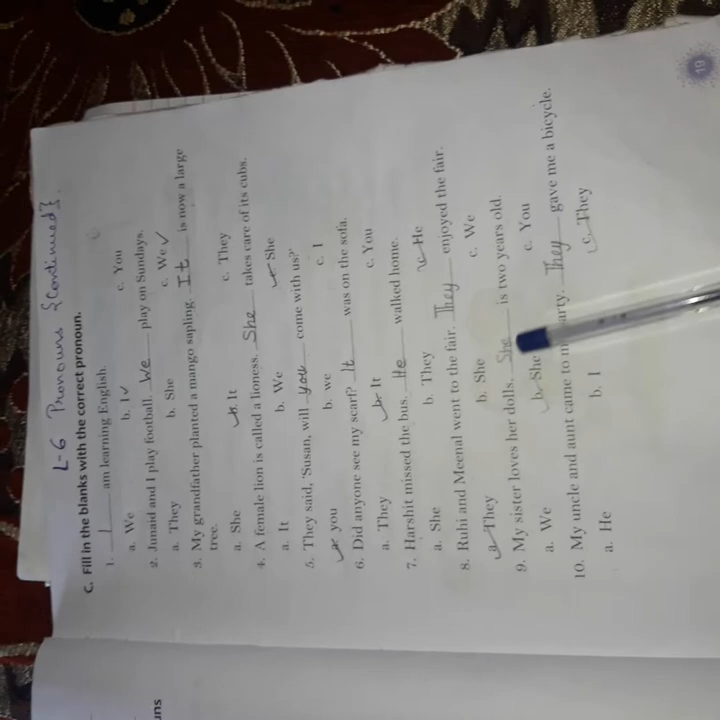 L-6 Pronouns {Continued}.
C. Fill in the blanks with the correct pronoun.
1. I am learning English.
a. We b. I ✓ c. You
2. Junaid and I play football. We play on Sundays.
a. They b. She c. We ✓
3. My grandfather planted a mango sapling. It is now a large
tree.
a. She b. It c. They
4. A female lion is called a lioness. She takes care of its cubs.
a. It b. We c. She
5. They said, 'Susan, will you come with us?'
a. you b. we c. I
6. Did anyone see my scarf? It was on the sofa.
a. They b. It c. You
7. Harshit missed the bus. He walked home.
a. She b. They c. He
8. Ruhi and Meenal went to the fair. They enjoyed the fair.
a. They b. She c. We
9. My sister loves her dolls. She is two years old.
a. We b. She c. You
10. My uncle and aunt came to arty. They gave me a bicycle.
a. He b. I c. They
19
uns